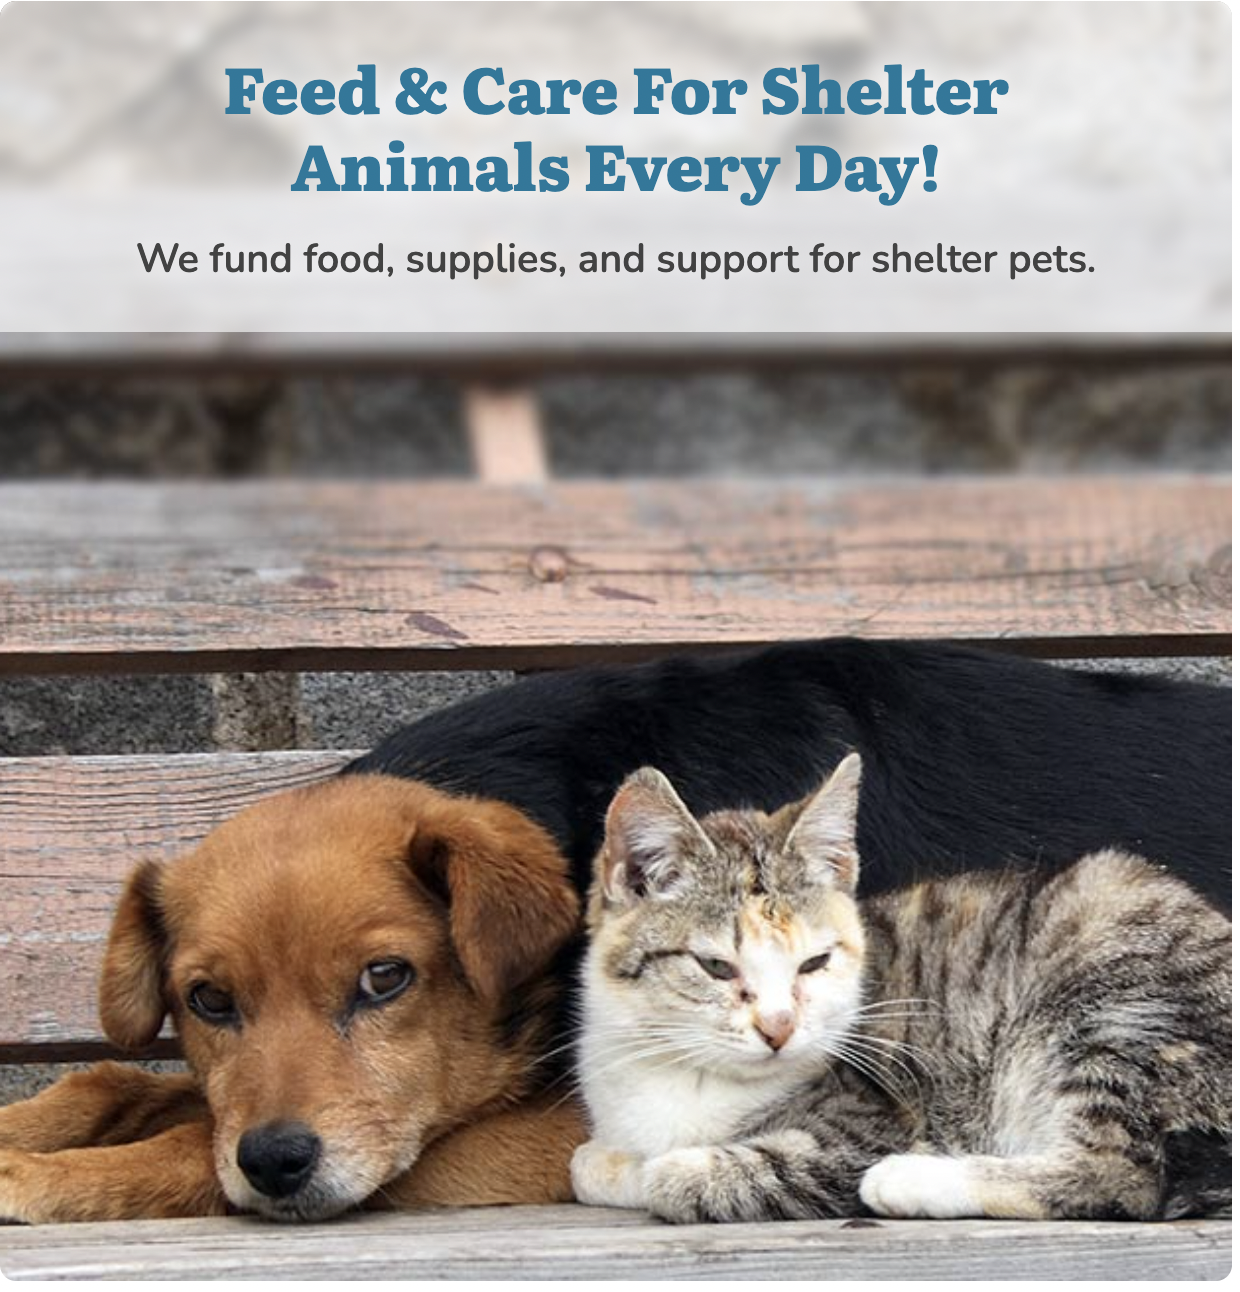 Feed & Care For Shelter
Animals Every Day!
We fund food, supplies, and support for shelter pets.